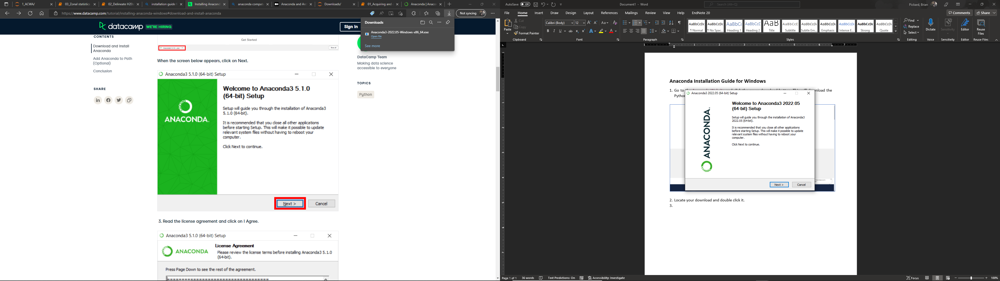 1_ACWA/
03_Zonal statistics
02_Delineate H20s
installation guide f
Installing Anacond
anaconda compata
Anaconda and Arc
Downloads/
01_Acquiring and
Anaconda | Anacon
https://www.datacamp.com/tutorial/installing-anaconda-windows#download-and-install-anaconda
Not syncing
datacamp WE'RE HIRING
Sign In
Downloads
Anaconda3-2022.05-Windows-x86_64.exe
Open file
See more
CONTENTS
Download and Install
Anaconda
Add Anaconda to Path
(Optional)
Conclusion
SHARE
Get Started
Show all
When the screen below appears, click on Next.
Anaconda3 5.1.0 (64-bit) Setup
ANACONDA.
Welcome to Anaconda3 5.1.0
(64-bit) Setup
Setup will guide you through the installation of Anaconda3
5.1.0 (64-bit).
It is recommended that you close all other applications
before starting Setup. This will make it possible to update
relevant system files without having to reboot your
computer.
Click Next to continue.
Next >
Cancel
3. Read the license agreement and click on I Agree.
Anaconda3 5.1.0 (64-bit) Setup
ANACONDA
License Agreement
Please review the license terms before installing Anaconda3 5.1.0
(64-bit).
Press Page Down to see the rest of the agreement.
DataCamp Team
Making data science
accessible to everyone
TOPICS
Python
AutoSave Off
Document1 - Word
Search (Alt+Q)
Pickard, Brian
File Home Insert Draw Design Layout References Mailings Review View Help EndNote 20
Comments
Share
Paste
Cut
Copy
Format Painter
Clipboard
Calibri (Body)
12
Font
Paragraph
AaBbCcDc AaBbCcDc AaBbCc AaBbCcC AaB AaBbCcD AaBbCcDc AaBbCcDc AaBbCcDc AaBbCcDc AaBbCcDc
¶ Normal ¶ No Spac... Heading 1 Heading 2 Title Subtitle Subtle Em... Emphasis Intense E... Strong Quote
Styles
Find
Replace
Select
Editing
Dictate
Voice
Sensitivity
Sensitivity
Editor
Editor
Reuse
Files
Reuse Files
Anaconda Installation Guide for Windows
1. Go to
download the
Anaconda3 2022.05 (64-bit) Setup
ANACONDA.
Welcome to Anaconda3 2022.05
(64-bit) Setup
Setup will guide you through the installation of Anaconda3
2022.05 (64-bit).
It is recommended that you close all other applications
before starting Setup. This will make it possible to update
relevant system files without having to reboot your
computer.
Click Next to continue.
Next >
Cancel
2. Locate your download and double click it.
3.
Page 1 of 1
36 words
Text Predictions: On
Accessibility: Investigate
Focus
100%